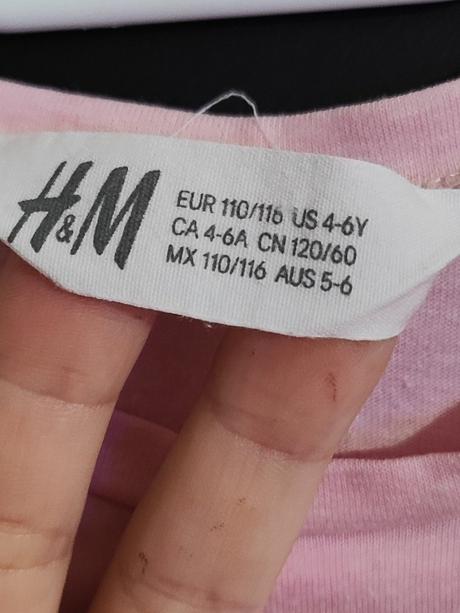 H&M
EUR 110/116 US 4-6Y
CA 4-6A CN 120/60
MX 110/116 AUS 5-6